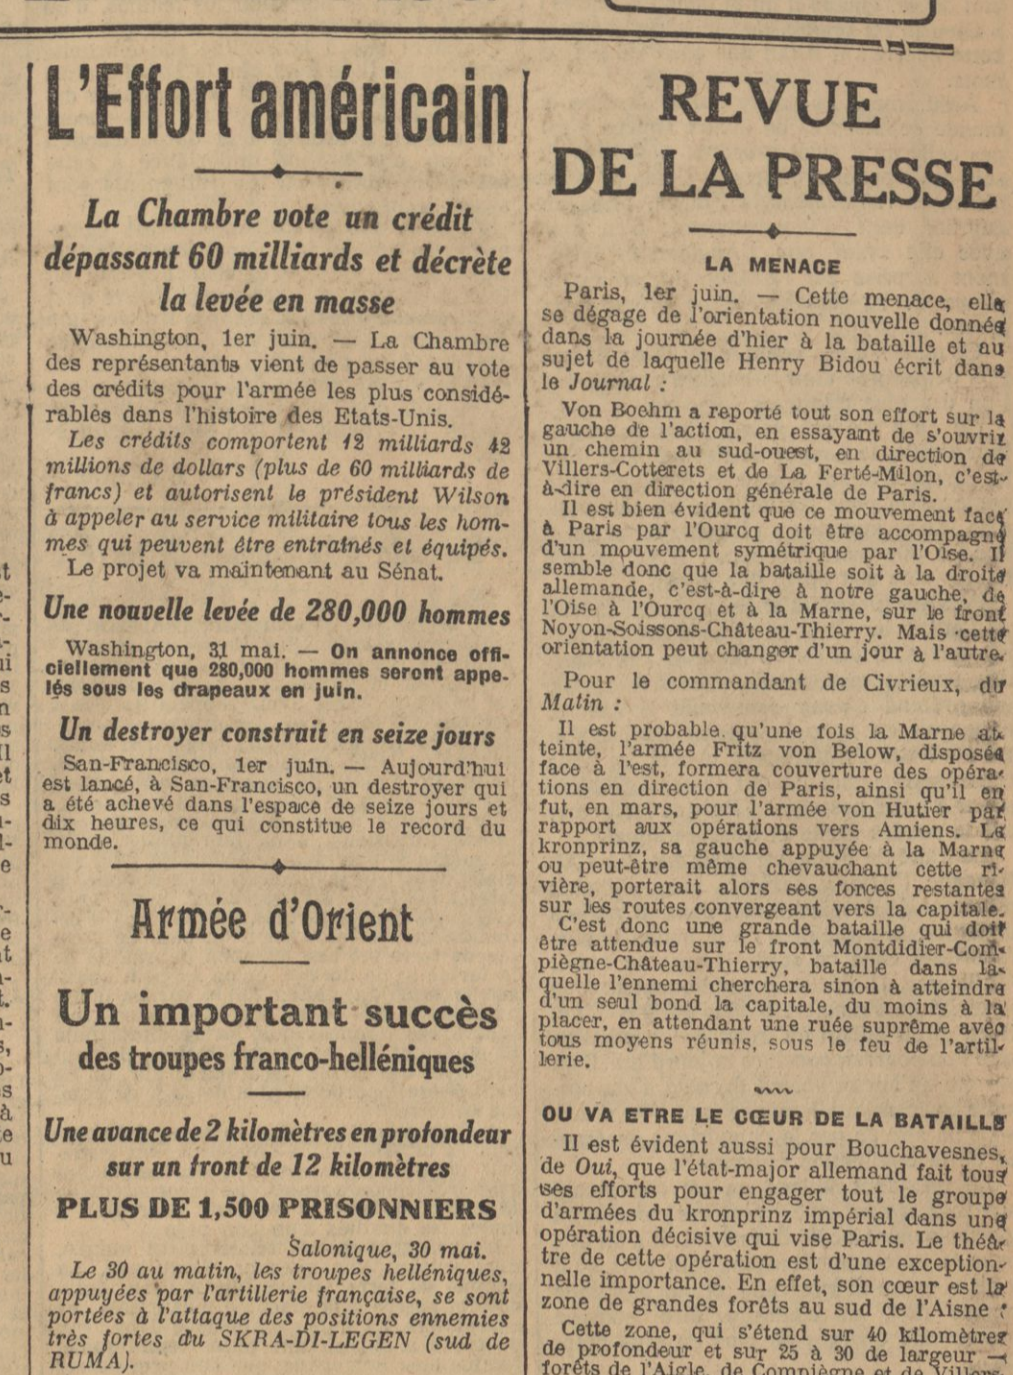 L'Effort américain
La Chambre vote un crédit
dépassant 60 milliards et décrète
la levée en masse
Washington, 1er juin. — La Chambre
des représentants vient de passer au vote
des crédits pour l'armée les plus considé-
rables dans l'histoire des Etats-Unis.
Les crédits comportent 12 milliards 42
millions de dollars (plus de 60 milliards de
francs) et autorisent le président Wilson
à appeler au service militaire tous les hom-
mes qui peuvent être entraînés et équipés.
Le projet va maintenant au Sénat.
Une nouvelle levée de 280,000 hommes
Washington, 31 mai. — On annonce offi-
ciellement que 280,000 hommes seront appe-
lés sous les drapeaux en juin.
Un destroyer construit en seize jours
San-Francisco, 1er juin. — Aujourd'hui
est lancé, à San-Francisco, un destroyer qui
a été achevé dans l'espace de seize jours et
dix heures, ce qui constitue le record du
monde.
Armée d'Orient
Un important succès
des troupes franco-helléniques
Une avance de 2 kilomètres en profondeur
sur un front de 12 kilomètres
PLUS DE 1,500 PRISONNIERS
Salonique, 30 mai.
Le 30 au matin, les troupes helléniques,
appuyées par l'artillerie française, se sont
portées à l'attaque des positions ennemies
très fortes du SKRA-DI-LEGEN (sud de
RUMA).
REVUE
DE LA PRESSE
LA MENACE
Paris, 1er juin. — Cette menace, elle
se dégage de l'orientation nouvelle donnée
dans la journée d'hier à la bataille et au
sujet de laquelle Henry Bidou écrit dans
le Journal :
Von Boehm a reporté tout son effort sur la
gauche de l'action, en essayant de s'ouvrir
un chemin au sud-ouest, en direction de
Villers-Cotterets et de La Ferté-Milon, c'est-
à-dire en direction générale de Paris.
Il est bien évident que ce mouvement face
à Paris par l'Ourcq doit être accompagné
d'un mouvement symétrique par l'Oise. Il
semble donc que la bataille soit à la droite
allemande, c'est-à-dire à notre gauche, de
l'Oise à l'Ourcq et à la Marne, sur le front
Noyon-Soissons-Château-Thierry. Mais cette
orientation peut changer d'un jour à l'autre.
Pour le commandant de Civrieux, du
Matin :
Il est probable qu'une fois la Marne at-
teinte, l'armée Fritz von Below, disposée
face à l'est, formera couverture des opéra-
tions en direction de Paris, ainsi qu'il en
fut, en mars, pour l'armée von Hutier par
rapport aux opérations vers Amiens. Le
kronprinz, sa gauche appuyée à la Marne
ou peut-être même chevauchant cette ri-
vière, porterait alors ses fonces restantes
sur les routes convergeant vers la capitale.
C'est donc une grande bataille qui doit
être attendue sur le front Montdidier-Com-
piègne-Château-Thierry, bataille dans la-
quelle l'ennemi cherchera sinon à atteindre
d'un seul bond la capitale, du moins à la
placer, en attendant une ruée suprême avec
tous moyens réunis, sous le feu de l'artil-
lerie.
OU VA ETRE LE CŒUR DE LA BATAILLE
Il est évident aussi pour Bouchavesnes,
de Oui, que l'état-major allemand fait tous
ses efforts pour engager tout le groupe
d'armées du kronprinz impérial dans une
opération décisive qui vise Paris. Le théâ-
tre de cette opération est d'une exception-
nelle importance. En effet, son cœur est la
zone de grandes forêts au sud de l'Aisne :
Cette zone, qui s'étend sur 40 kilomètres
de profondeur et sur 25 à 30 de largeur —
forêts de l'Aigle, de Compiègne et de Villers-